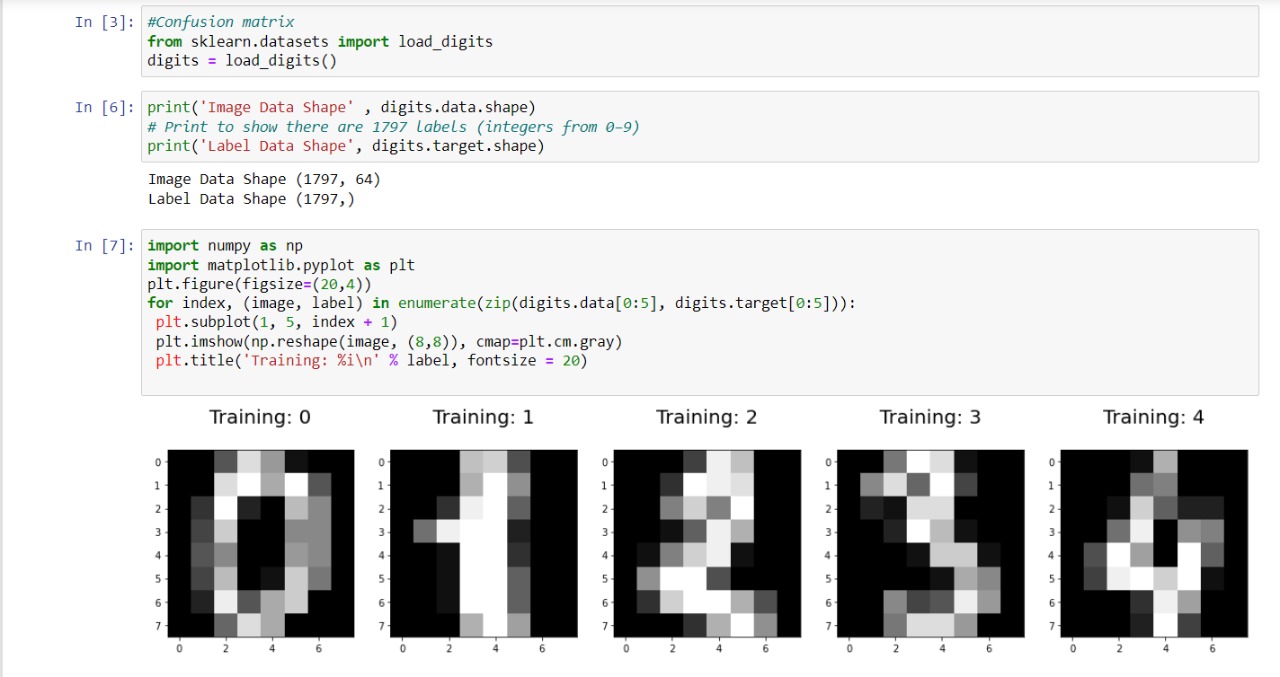 In [3]: #Confusion matrix
from sklearn.datasets import load_digits
digits = load_digits()
In [6]: print('Image Data Shape' , digits.data.shape)
# Print to show there are 1797 labels (integers from 0–9)
print('Label Data Shape', digits.target.shape)
Image Data Shape (1797, 64)
Label Data Shape (1797,)
In [7]: import numpy as np
import matplotlib.pyplot as plt
plt.figure(figsize=(20,4))
for index, (image, label) in enumerate(zip(digits.data[0:5], digits.target[0:5])):
 plt.subplot(1, 5, index + 1)
 plt.imshow(np.reshape(image, (8,8)), cmap=plt.cm.gray)
 plt.title('Training: %i\n' % label, fontsize = 20)
Training: 0 Training: 1 Training: 2 Training: 3 Training: 4
0 0 0 0 0
1 1 1 1 1
2 2 2 2 2
3 3 3 3 3
4 4 4 4 4
5 5 5 5 5
6 6 6 6 6
7 7 7 7 7
0 2 4 6 0 2 4 6 0 2 4 6 0 2 4 6 0 2 4 6